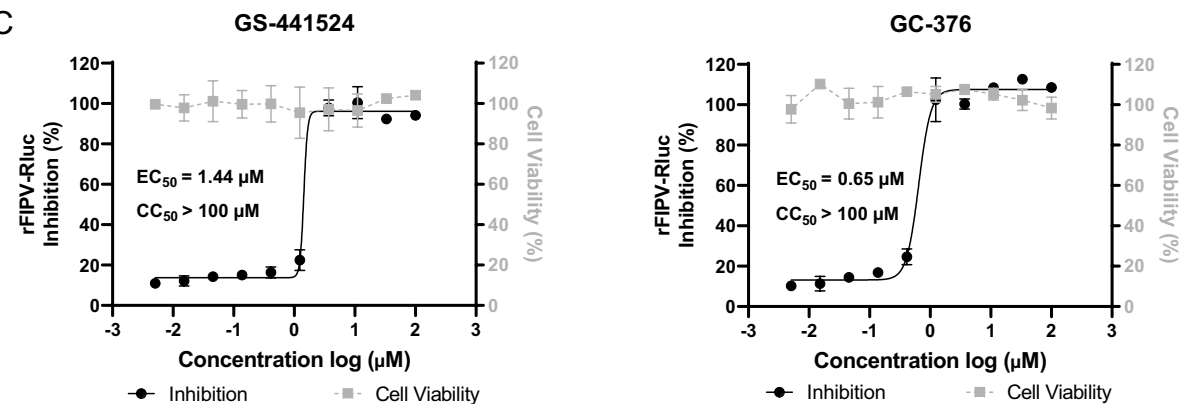 C
GS-441524
120
100
80
60
40
20
0
rFIPV-Rluc
Inhibition (%)
EC50 = 1.44 µM
CC50 > 100 µM
120
100
80
60
40
20
0
Cell Viability (%)
-3 -2 -1 0 1 2 3
Concentration log (µM)
Inhibition Cell Viability
GC-376
120
100
80
60
40
20
0
rFIPV-Rluc
Inhibition (%)
EC50 = 0.65 µM
CC50 > 100 µM
120
100
80
60
40
20
0
Cell Viability (%)
-3 -2 -1 0 1 2 3
Concentration log (µM)
Inhibition Cell Viability